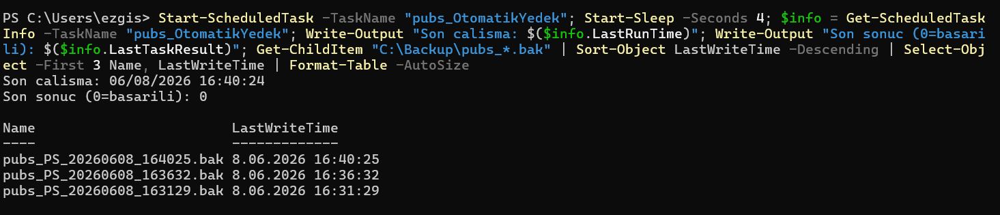 PS C:\Users\ezgis> Start-ScheduledTask -TaskName "pubs_OtomatikYedek"; Start-Sleep -Seconds 4; $info = Get-ScheduledTask
Info -TaskName "pubs_OtomatikYedek"; Write-Output "Son calisma: $($info.LastRunTime)"; Write-Output "Son sonuc (0=basari
li): $($info.LastTaskResult)"; Get-ChildItem "C:\Backup\pubs_*.bak" | Sort-Object LastWriteTime -Descending | Select-Obj
ect -First 3 Name, LastWriteTime | Format-Table -AutoSize
Son calisma: 06/08/2026 16:40:24
Son sonuc (0=basarili): 0
Name LastWriteTime
---- -------------
pubs_PS_20260608_164025.bak 8.06.2026 16:40:25
pubs_PS_20260608_163632.bak 8.06.2026 16:36:32
pubs_PS_20260608_163129.bak 8.06.2026 16:31:29